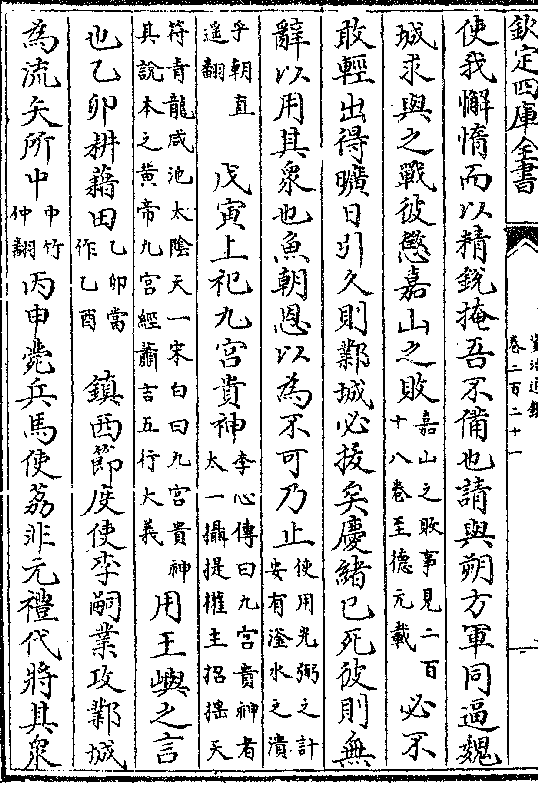 欽定四庫全書
資治通鑑
卷二百二十一
使我懈惰而以精銳掩吾不備也請與朔方軍同逼魏
城求與之戰彼懲嘉山之敗嘉山之敗事見二百十八卷至德元載必不
敢輕出得曠日引久則鄴城必拔矣慶緒已死彼則無
辭以用其衆也魚朝恩以為不可乃止使用光弼之計安有滏水之潰
乎朝直遥翻戊寅上祀九宮貴神李心傳曰九宮貴神者太一攝提權主招搖天
符青龍咸池太陰天一宋白曰九宮貴神其說本之黄帝九宮經蕭吉五行大義用王嶼之言
也乙卯耕藉田乙卯當作乙酉鎮西節度使李嗣業攻鄴城
為流矢所中中竹仲翻丙申薨兵馬使荔非元禮代將其衆